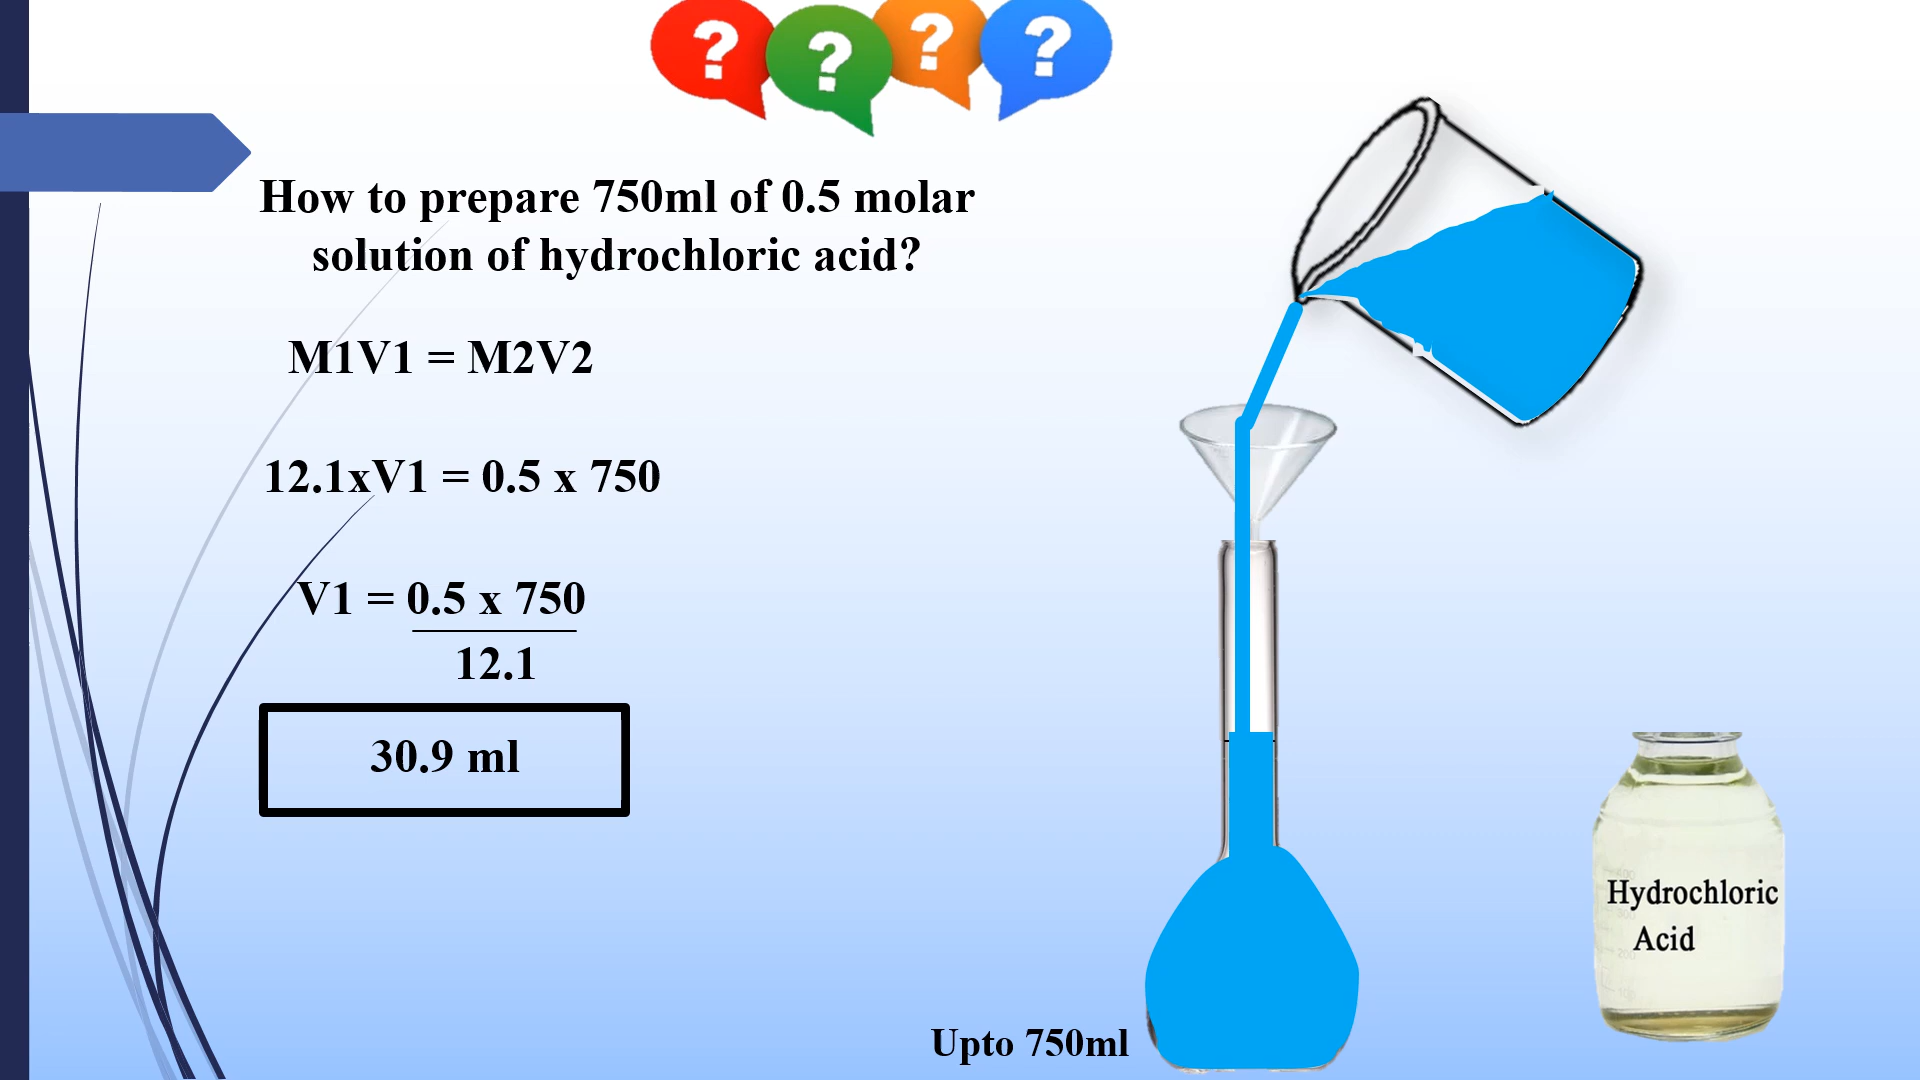 ? ? ? ?
How to prepare 750ml of 0.5 molar
solution of hydrochloric acid?
M1V1 = M2V2
12.1xV1 = 0.5 x 750
V1 = 0.5 x 750
12.1
30.9 ml
Hydrochloric
Acid
Upto 750ml